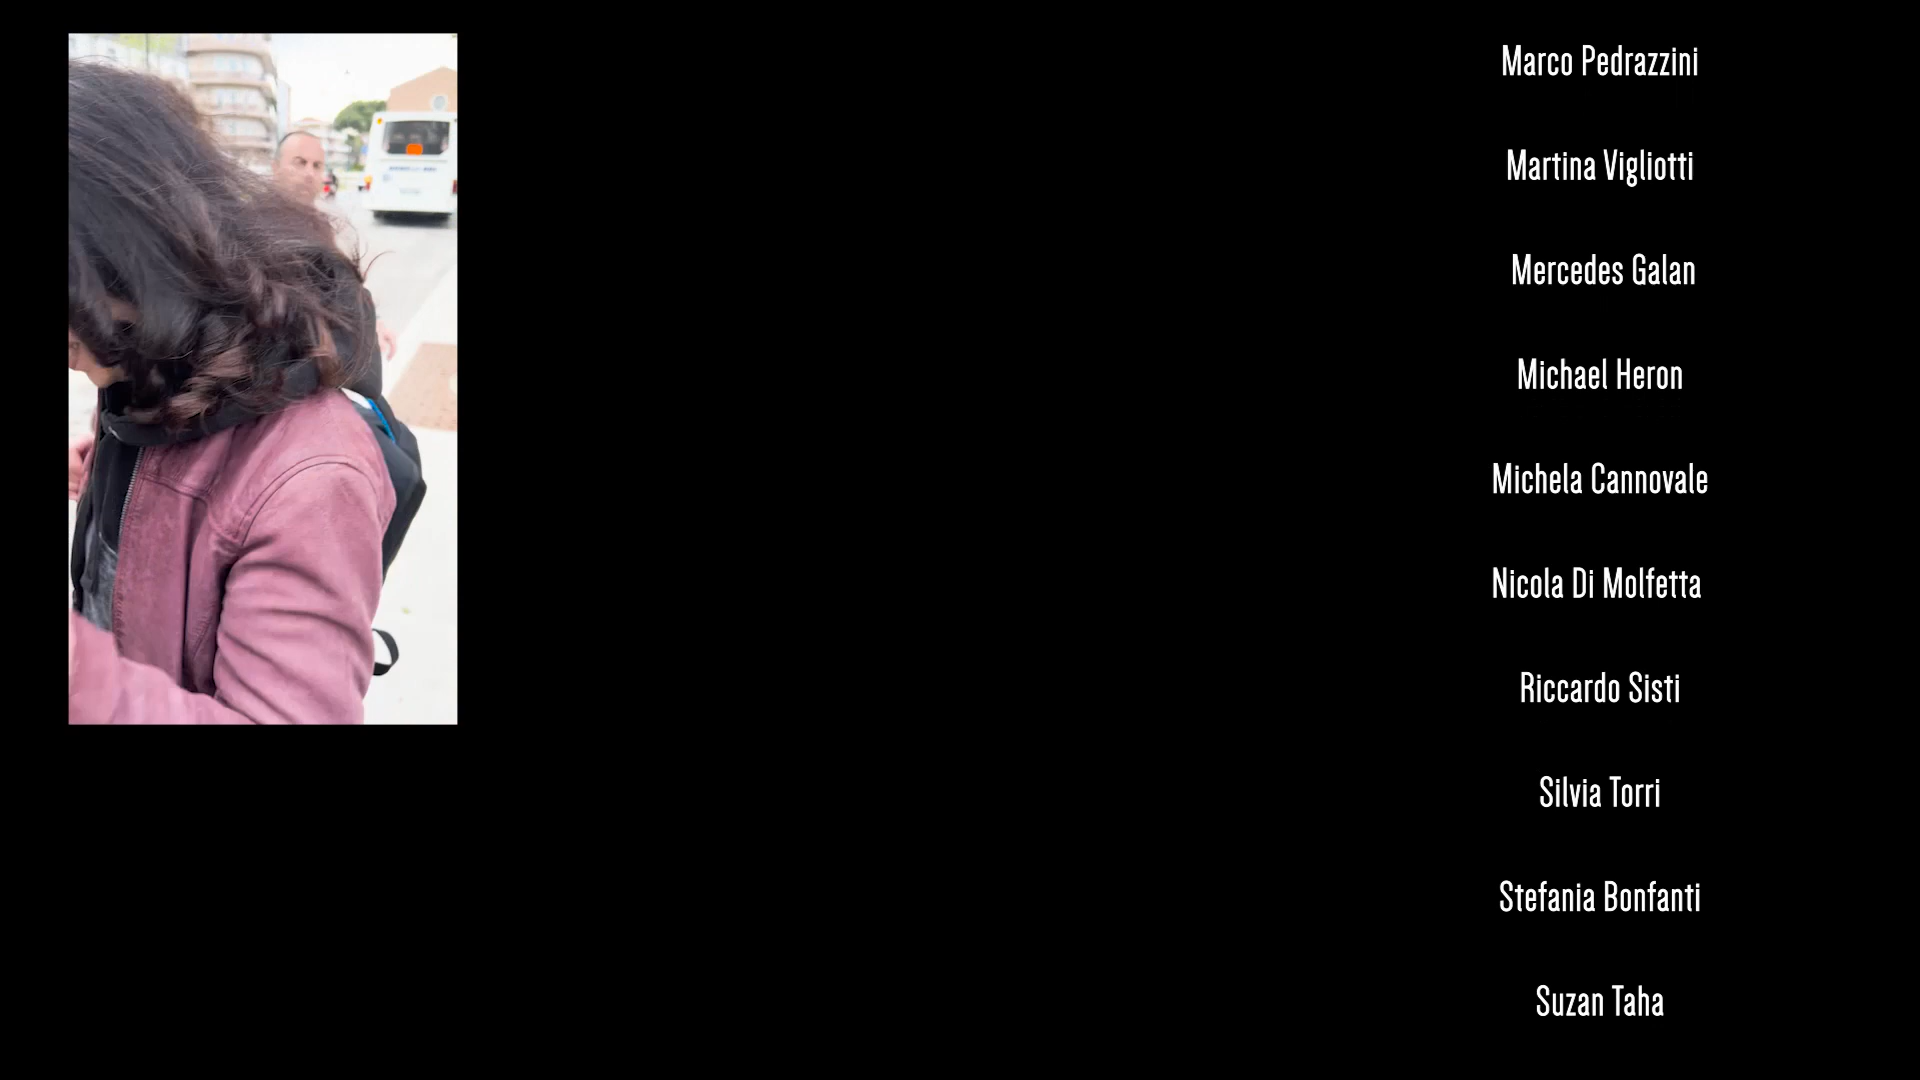 Marco Pedrazzini
Martina Vigliotti
Mercedes Galan
Michael Heron
Michela Cannovale
Nicola Di Molfetta
Riccardo Sisti
Silvia Torri
Stefania Bonfanti
Suzan Taha